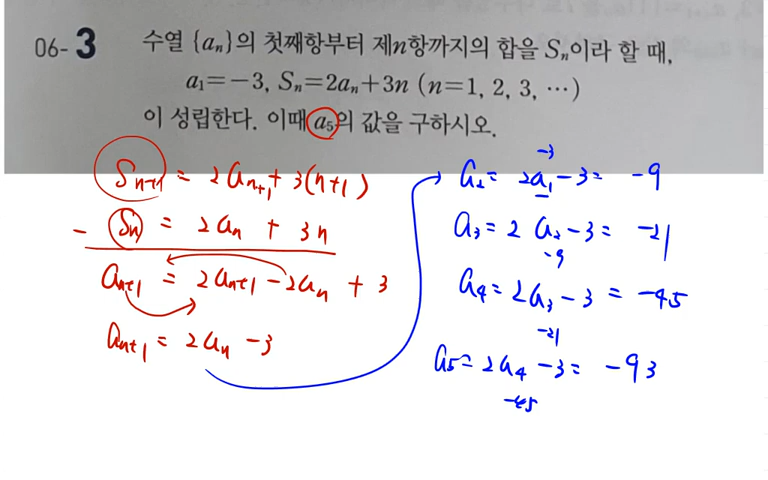 06-3 수열 {aₙ}의 첫째항부터 제n항까지의 합을 Sₙ이라 할 때,
a₁=−3, Sₙ=2aₙ+3n (n=1, 2, 3, ⋯)
이 성립한다. 이때 a₅의 값을 구하시오.
Sₙ₊₁ = 2aₙ₊₁ + 3(n+1)
− Sₙ = 2aₙ + 3n
aₙ₊₁ = 2aₙ₊₁ − 2aₙ + 3
aₙ₊₁ = 2aₙ − 3
−3
a₂ = 2a₁ − 3 = −9
a₃ = 2a₂ − 3 = −21
−9
a₄ = 2a₃ − 3 = −45
−21
a₅ = 2a₄ − 3 = −93
−45